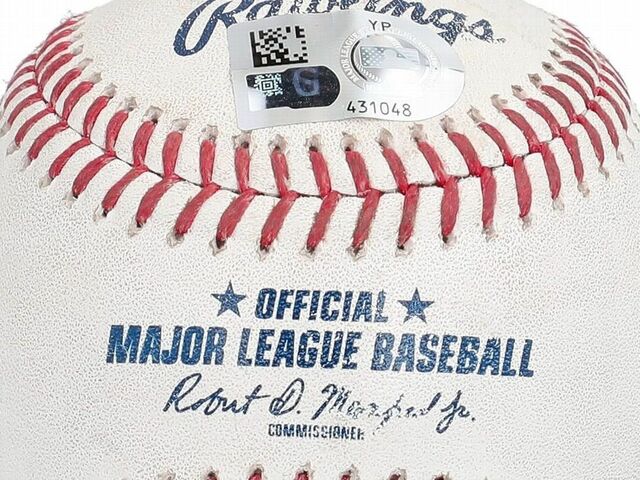 Rawlings
YP
G
431048
OFFICIAL
MAJOR LEAGUE BASEBALL
Robert D. Manfred Jr.
COMMISSIONER